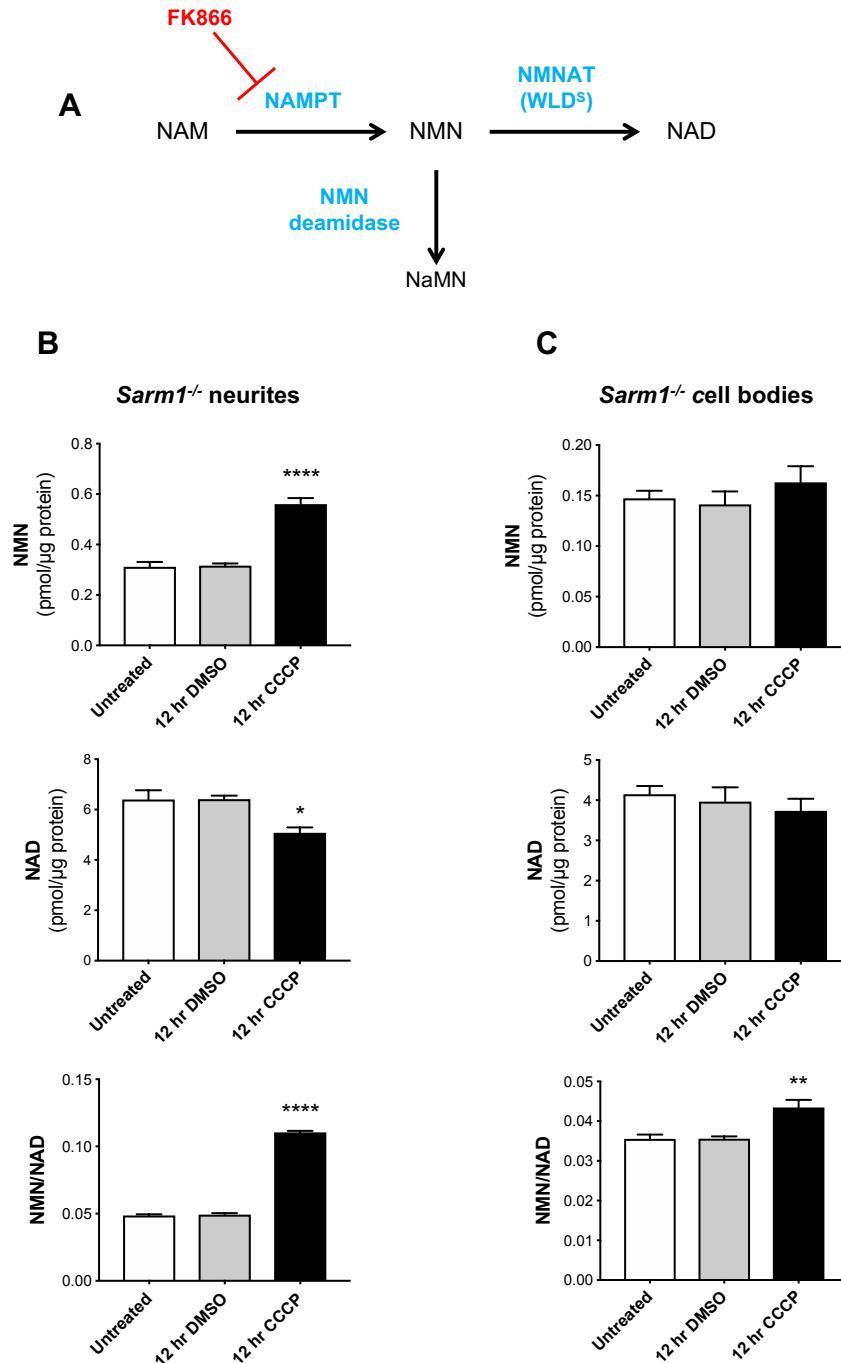 FK866
A
NAMPT
NMNAT
(WLDS)
NAM
NMN
NAD
NMN
deamidase
NaMN
B
Sarm1-/- neurites
NMN
(pmol/µg protein)
0.8
0.6
0.4
0.2
0.0
****
Untreated
12 hr DMSO
12 hr CCCP
NAD
(pmol/µg protein)
8
6
4
2
0
*
Untreated
12 hr DMSO
12 hr CCCP
NMN/NAD
0.15
0.10
0.05
0.00
****
Untreated
12 hr DMSO
12 hr CCCP
C
Sarm1-/- cell bodies
NMN
(pmol/µg protein)
0.20
0.15
0.10
0.05
0.00
Untreated
12 hr DMSO
12 hr CCCP
NAD
(pmol/µg protein)
5
4
3
2
1
0
Untreated
12 hr DMSO
12 hr CCCP
NMN/NAD
0.05
0.04
0.03
0.02
0.01
0.00
**
Untreated
12 hr DMSO
12 hr CCCP